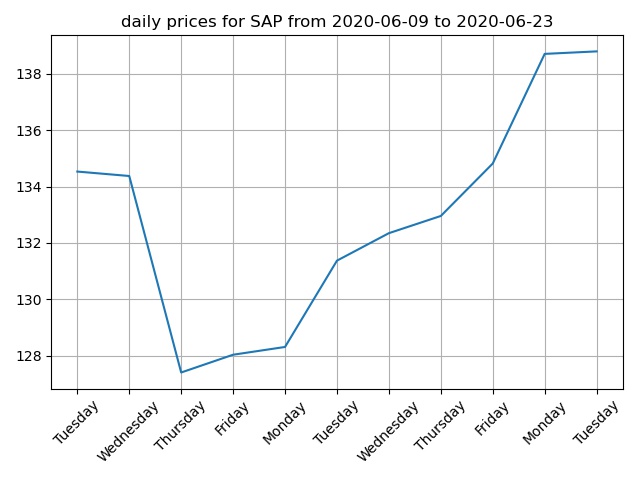 daily prices for SAP from 2020-06-09 to 2020-06-23
138
136
134
132
130
128
Tuesday
Wednesday
Thursday
Friday
Monday
Tuesday
Wednesday
Thursday
Friday
Monday
Tuesday